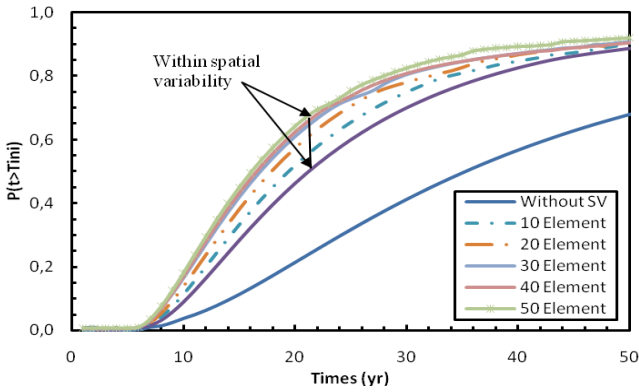 1,0
0,8
0,6
0,4
0,2
0,0
P(t>Tini)
Within spatial
variability
Without SV
10 Element
20 Element
30 Element
40 Element
50 Element
0
10
20
30
40
50
Times (yr)